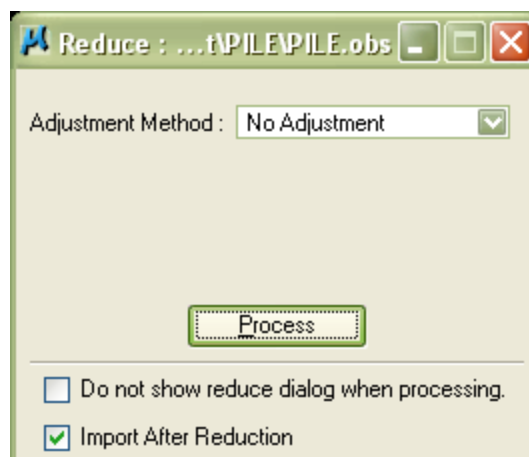 Reduce : ...t\PILE\PILE.obs
Adjustment Method : No Adjustment
Process
Do not show reduce dialog when processing.
Import After Reduction